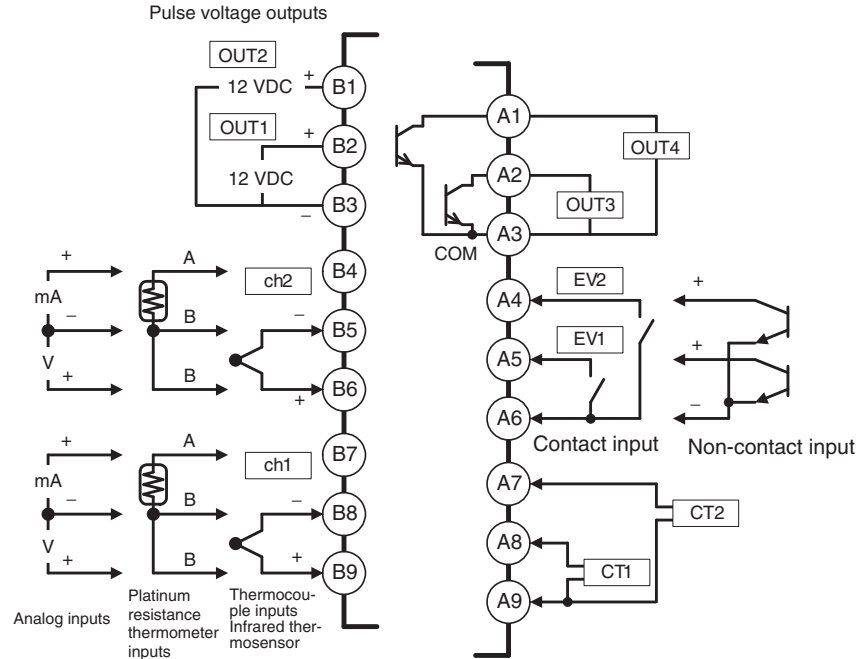 Pulse voltage outputs
OUT2
12 VDC
+
B1
OUT1
+
B2
12 VDC
B3
−
+
A
B4
mA
ch2
−
B
−
B5
V
+
B
+
B6
+
A
B7
mA
ch1
−
B
−
B8
V
+
B
+
B9
Analog inputs
Platinum
resistance
thermometer
inputs
Thermocou-
ple inputs
Infrared ther-
mosensor
A1
OUT4
A2
OUT3
A3
COM
A4
EV2
+
A5
EV1
+
A6
−
Contact input
Non-contact input
A7
CT2
A8
CT1
A9